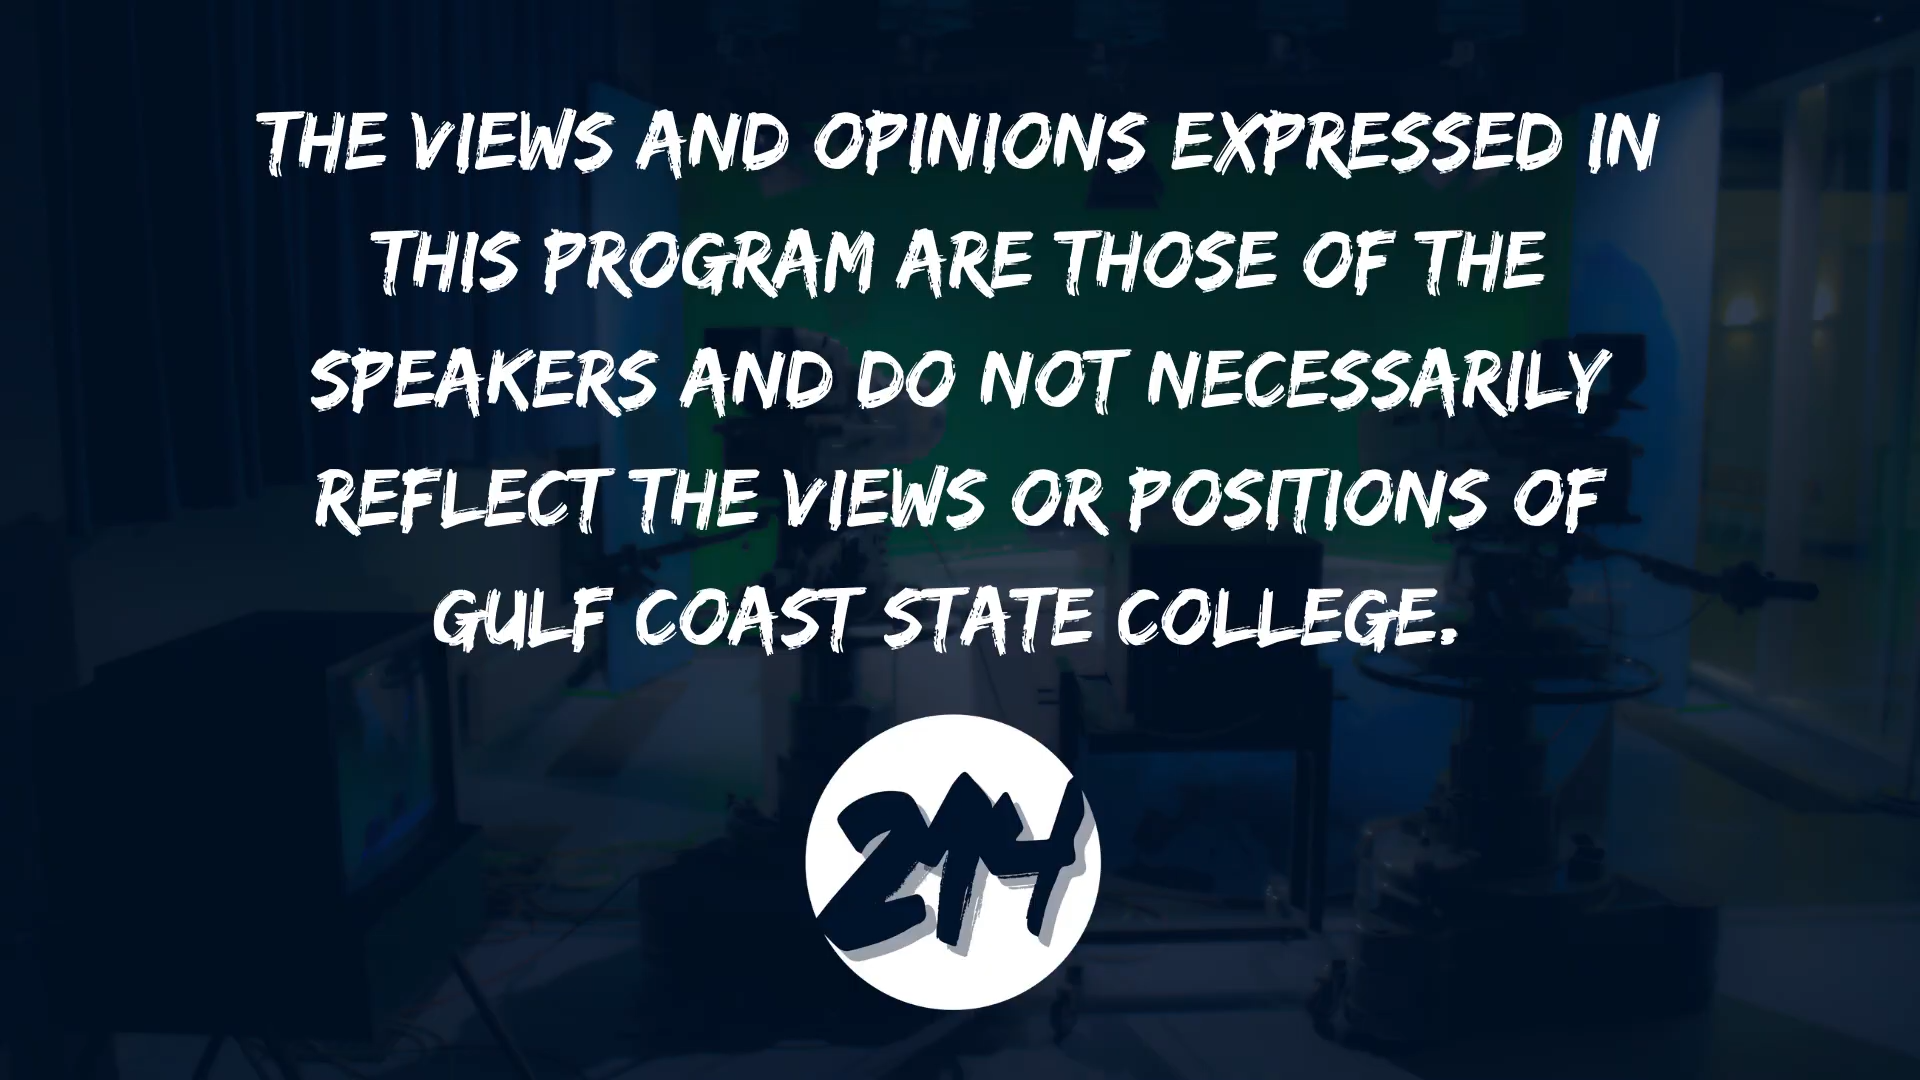 THE VIEWS AND OPINIONS EXPRESSED IN
THIS PROGRAM ARE THOSE OF THE
SPEAKERS AND DO NOT NECESSARILY
REFLECT THE VIEWS OR POSITIONS OF
GULF COAST STATE COLLEGE.
214